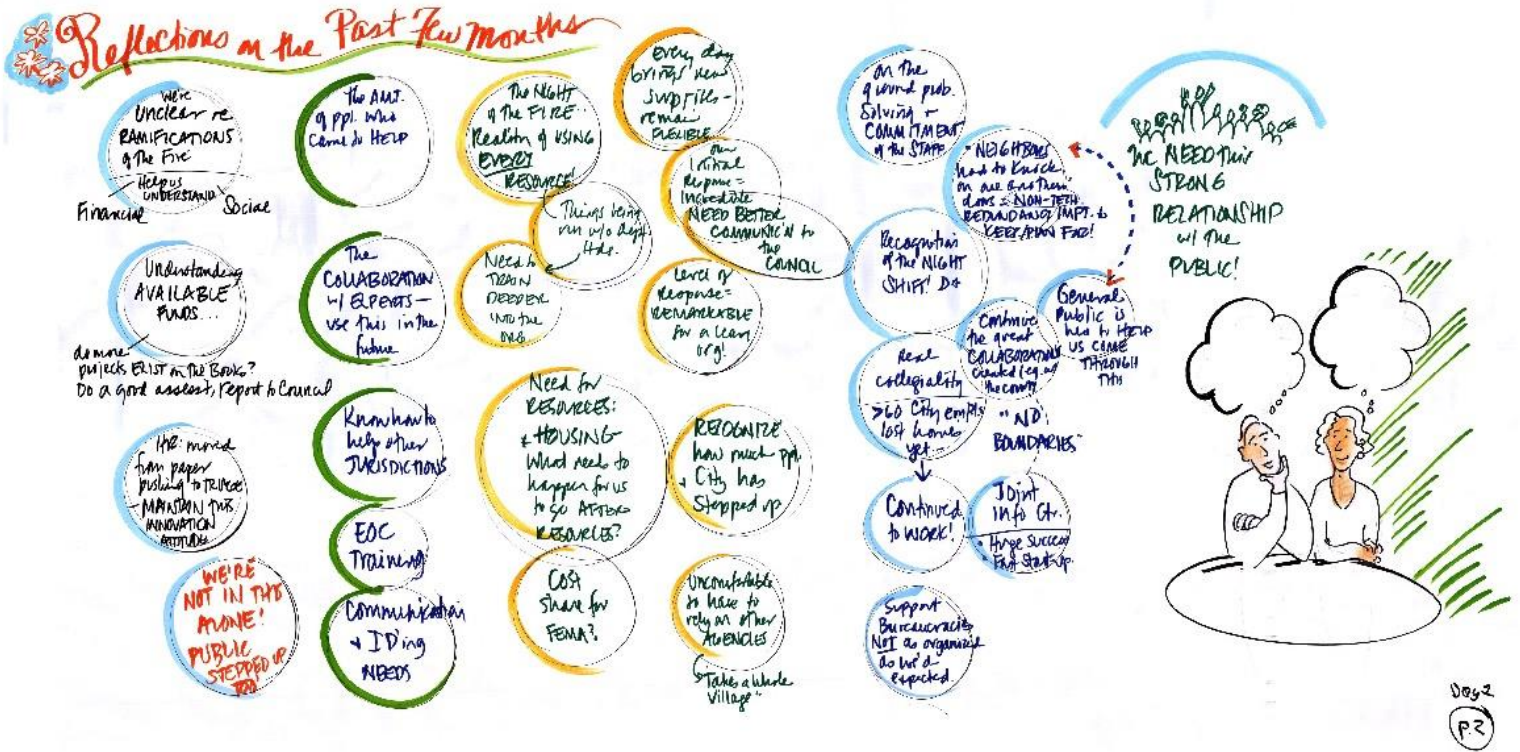 Reflections on the Past Few months
We're
Unclear re
RAMIFICATIONS
of the Fire
Help us
UNDERSTAND
Financial
Social
Understanding
AVAILABLE
FUNDS...
do more
projects EXIST on the Books?
Do a good assessmt, report to Council
HR: moved
from paper
pushing to TRIAGE
- MAINTAIN THIS
INNOVATION
ATTITUDE
WE'RE
NOT IN THIS
ALONE!
PUBLIC
STEPPED UP
TOO
The AMT.
of ppl. who
came to HELP
The
COLLABORATION
w/ EXPERTS—
use this in the
future
Know how to
help other
JURISDICTIONS
EOC
Training
Communication
+ ID'ing
NEEDS
The NIGHT
of the FIRE..
Reality of USING
EVERY
RESOURCE!
Things being
run w/o dept.
Hds.
Need to
TRAIN
DEEPER
INTO the
ORG
Need for
RESOURCES:
* HOUSING-
What needs to
happen for us
to go AFTER
RESOURCES?
Cost
share for
FEMA?
Every day
brings new
surprises -
remain
FLEXIBLE
Our
Initial
Response =
Incredible
NEED BETTER
COMMUNIC'N to
the
COUNCIL
Level of
Response =
REMARKABLE
for a lean
org!
RECOGNIZE
how much ppl.
+ City has
Stepped up
Uncomfortable
to have to
rely on other
AGENCIES
"Takes a whole
Village"
On the
ground prob.
Solving +
COMMITMENT
of the STAFF
"NEIGHBORS
had to knock
on one another's
doors = NON-TECH
REDUNDANCY IMPT. to
KEEP/PLAN FOR!
Recognition
of the NIGHT
SHIFT!
Real
collegiality
>60 City empls
lost homes
yet...
Continued
to WORK!
Support
Bureaucracies
NOT as organized
as we'd
expected
Continue
the great
COLLABORATION
created (eg. w/
the county
"NO
BOUNDARIES"
Joint
Info Ctr.
• Huge Success
• Fast Start-up
General
Public is
here to HELP
US COME
THROUGH
THIS
We NEED this
STRONG
RELATIONSHIP
w/ the
PUBLIC!
Day 2
P.2